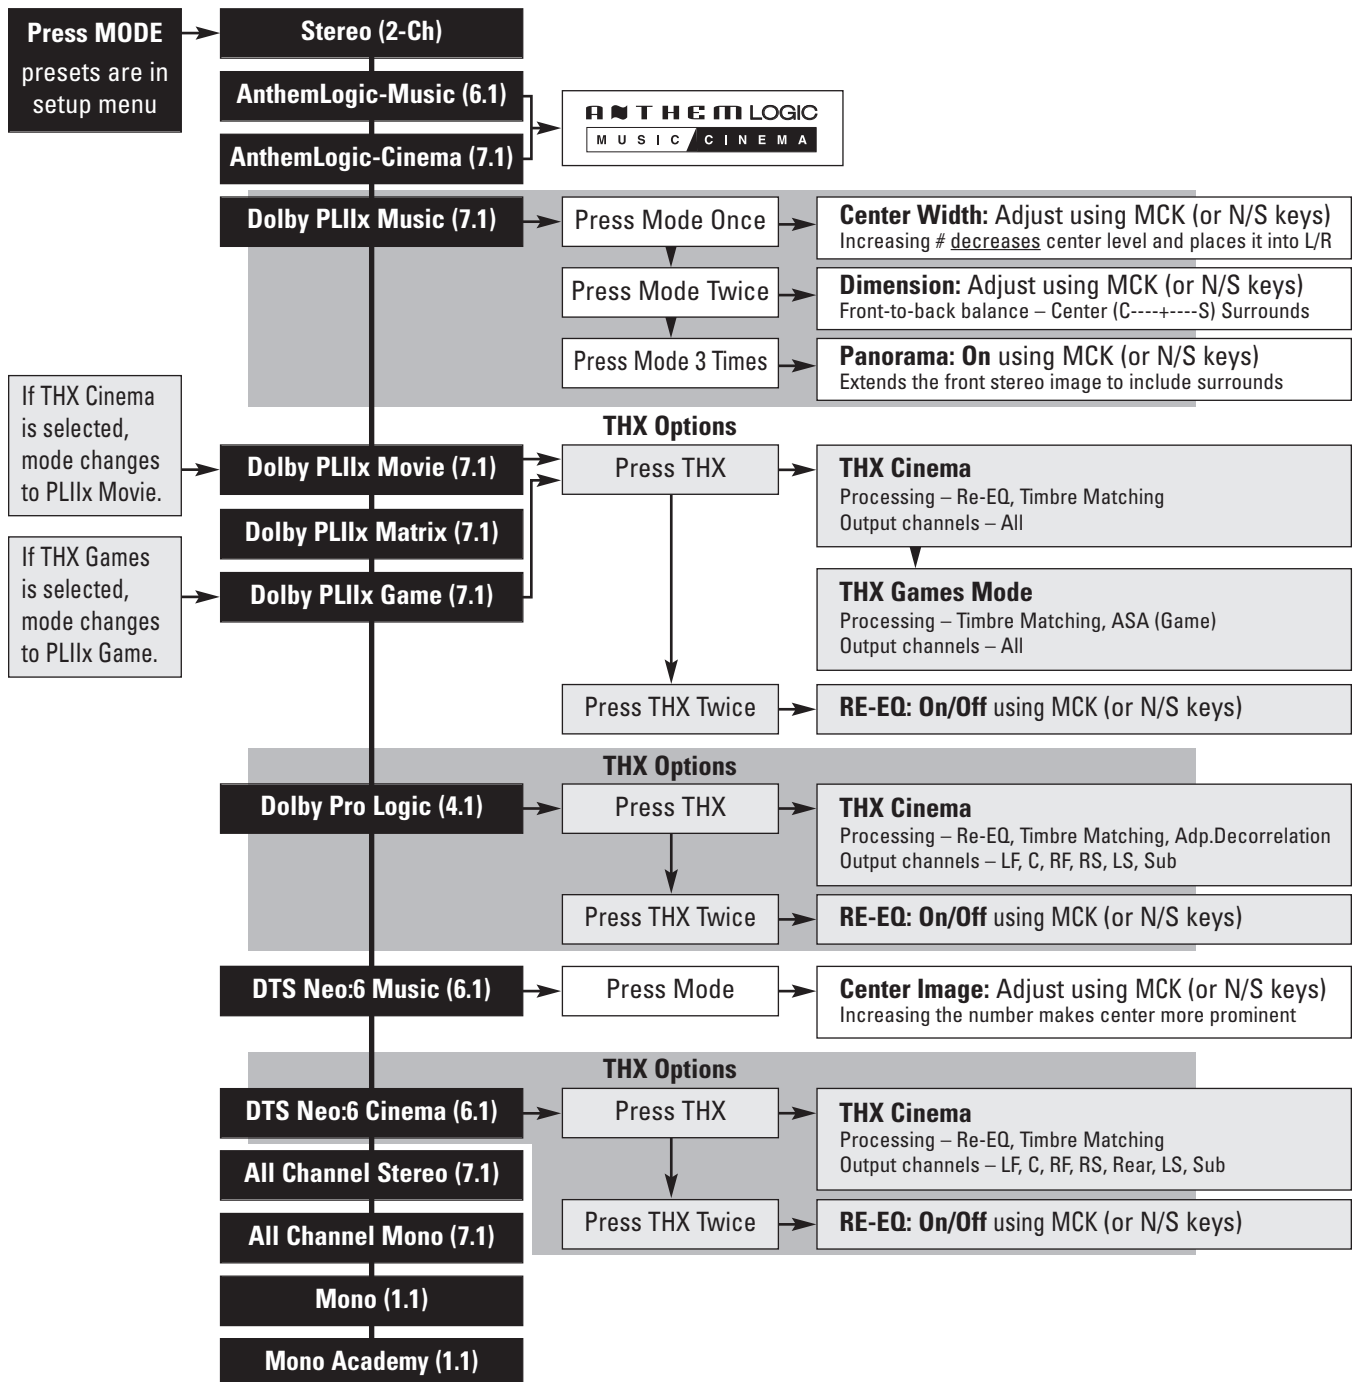 Press MODE
presets are in
setup menu
Stereo (2-Ch)
AnthemLogic-Music (6.1)
AnthemLogic-Cinema (7.1)
ANTHEM LOGIC
MUSIC CINEMA
Dolby PLIIx Music (7.1)
Press Mode Once
Center Width: Adjust using MCK (or N/S keys)
Increasing # decreases center level and places it into L/R
Press Mode Twice
Dimension: Adjust using MCK (or N/S keys)
Front-to-back balance – Center (C----+----S) Surrounds
Press Mode 3 Times
Panorama: On using MCK (or N/S keys)
Extends the front stereo image to include surrounds
If THX Cinema
is selected,
mode changes
to PLIIx Movie.
THX Options
Dolby PLIIx Movie (7.1)
Press THX
THX Cinema
Processing – Re-EQ, Timbre Matching
Output channels – All
Dolby PLIIx Matrix (7.1)
If THX Games
is selected,
mode changes
to PLIIx Game.
Dolby PLIIx Game (7.1)
THX Games Mode
Processing – Timbre Matching, ASA (Game)
Output channels – All
Press THX Twice
RE-EQ: On/Off using MCK (or N/S keys)
THX Options
Dolby Pro Logic (4.1)
Press THX
THX Cinema
Processing – Re-EQ, Timbre Matching, Adp.Decorrelation
Output channels – LF, C, RF, RS, LS, Sub
Press THX Twice
RE-EQ: On/Off using MCK (or N/S keys)
DTS Neo:6 Music (6.1)
Press Mode
Center Image: Adjust using MCK (or N/S keys)
Increasing the number makes center more prominent
THX Options
DTS Neo:6 Cinema (6.1)
Press THX
THX Cinema
Processing – Re-EQ, Timbre Matching
Output channels – LF, C, RF, RS, Rear, LS, Sub
All Channel Stereo (7.1)
Press THX Twice
RE-EQ: On/Off using MCK (or N/S keys)
All Channel Mono (7.1)
Mono (1.1)
Mono Academy (1.1)